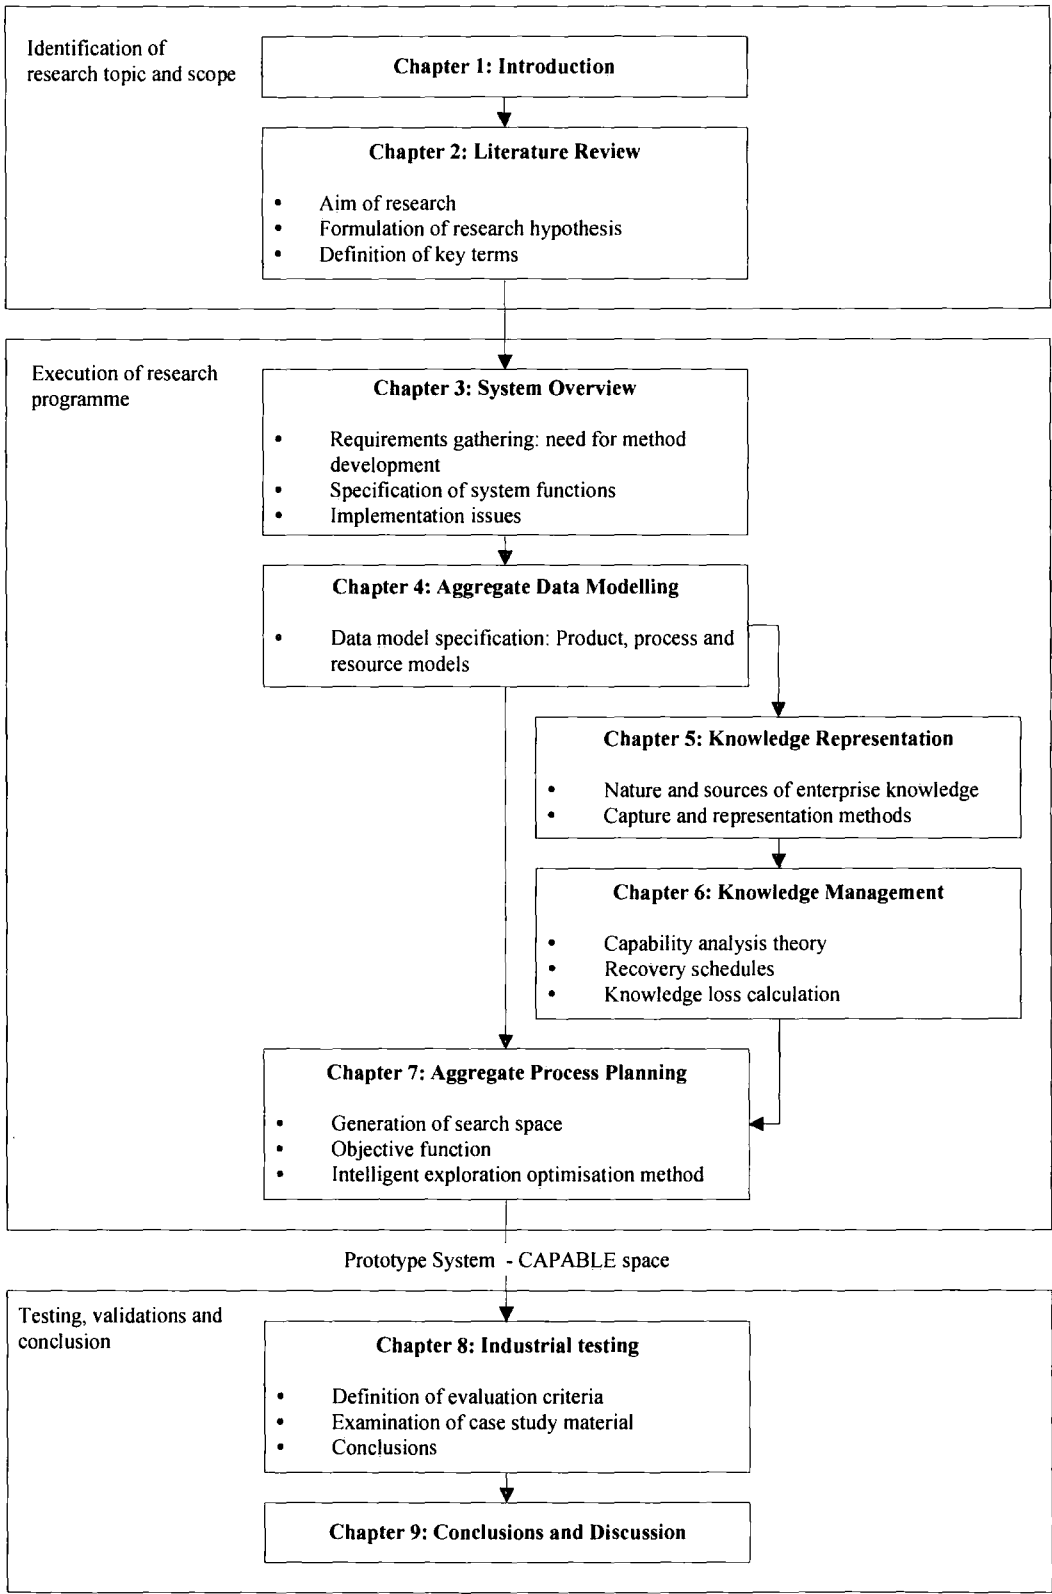 Identification of
research topic and scope
Chapter 1: Introduction
Chapter 2: Literature Review
• Aim of research
• Formulation of research hypothesis
• Definition of key terms
Execution of research
programme
Chapter 3: System Overview
• Requirements gathering: need for method
development
• Specification of system functions
• Implementation issues
Chapter 4: Aggregate Data Modelling
• Data model specification: Product, process and
resource models
Chapter 5: Knowledge Representation
• Nature and sources of enterprise knowledge
• Capture and representation methods
Chapter 6: Knowledge Management
• Capability analysis theory
• Recovery schedules
• Knowledge loss calculation
Chapter 7: Aggregate Process Planning
• Generation of search space
• Objective function
• Intelligent exploration optimisation method
Prototype System - CAPABLE space
Testing, validations and
conclusion
Chapter 8: Industrial testing
• Definition of evaluation criteria
• Examination of case study material
• Conclusions
Chapter 9: Conclusions and Discussion